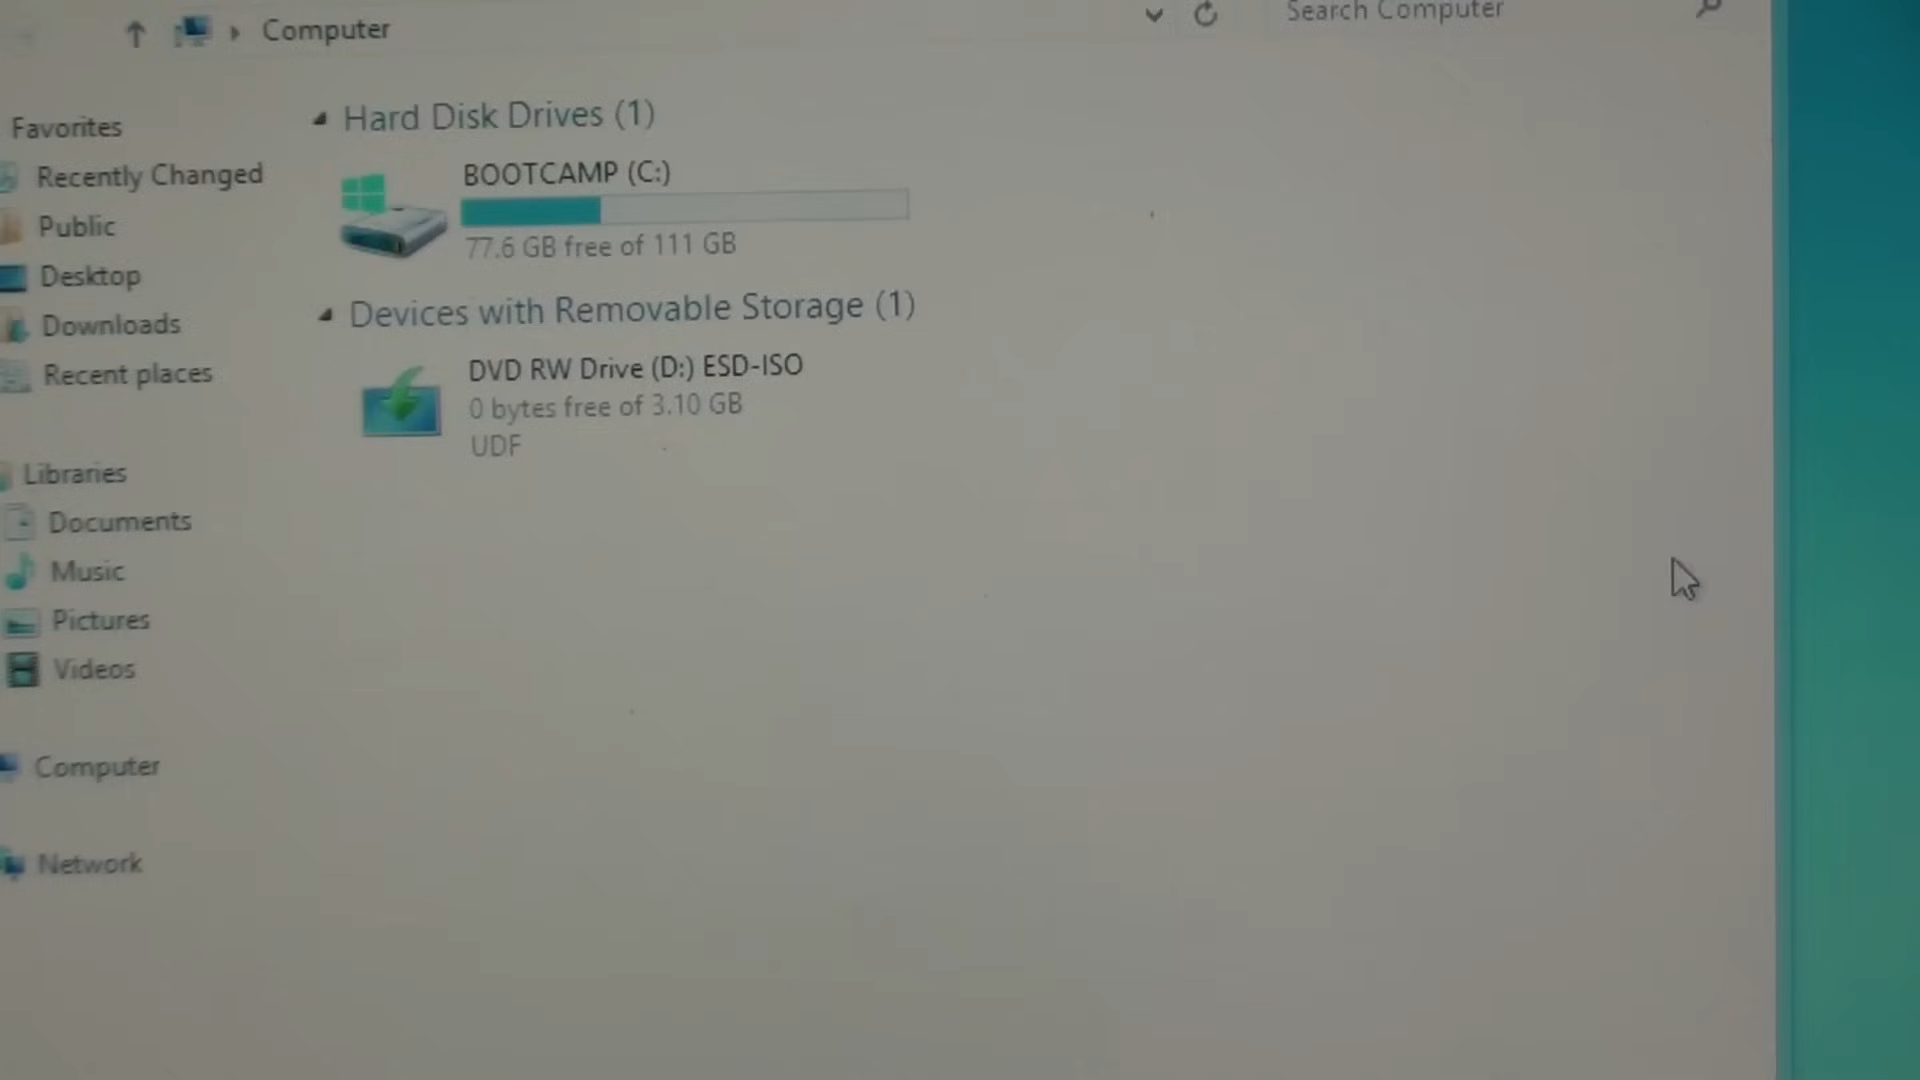 Computer
Search Computer
Favorites
Recently Changed
Public
Desktop
Downloads
Recent places
Libraries
Documents
Music
Pictures
Videos
Computer
Network
Hard Disk Drives (1)
BOOTCAMP (C:)
77.6 GB free of 111 GB
Devices with Removable Storage (1)
DVD RW Drive (D:) ESD-ISO
0 bytes free of 3.10 GB
UDF